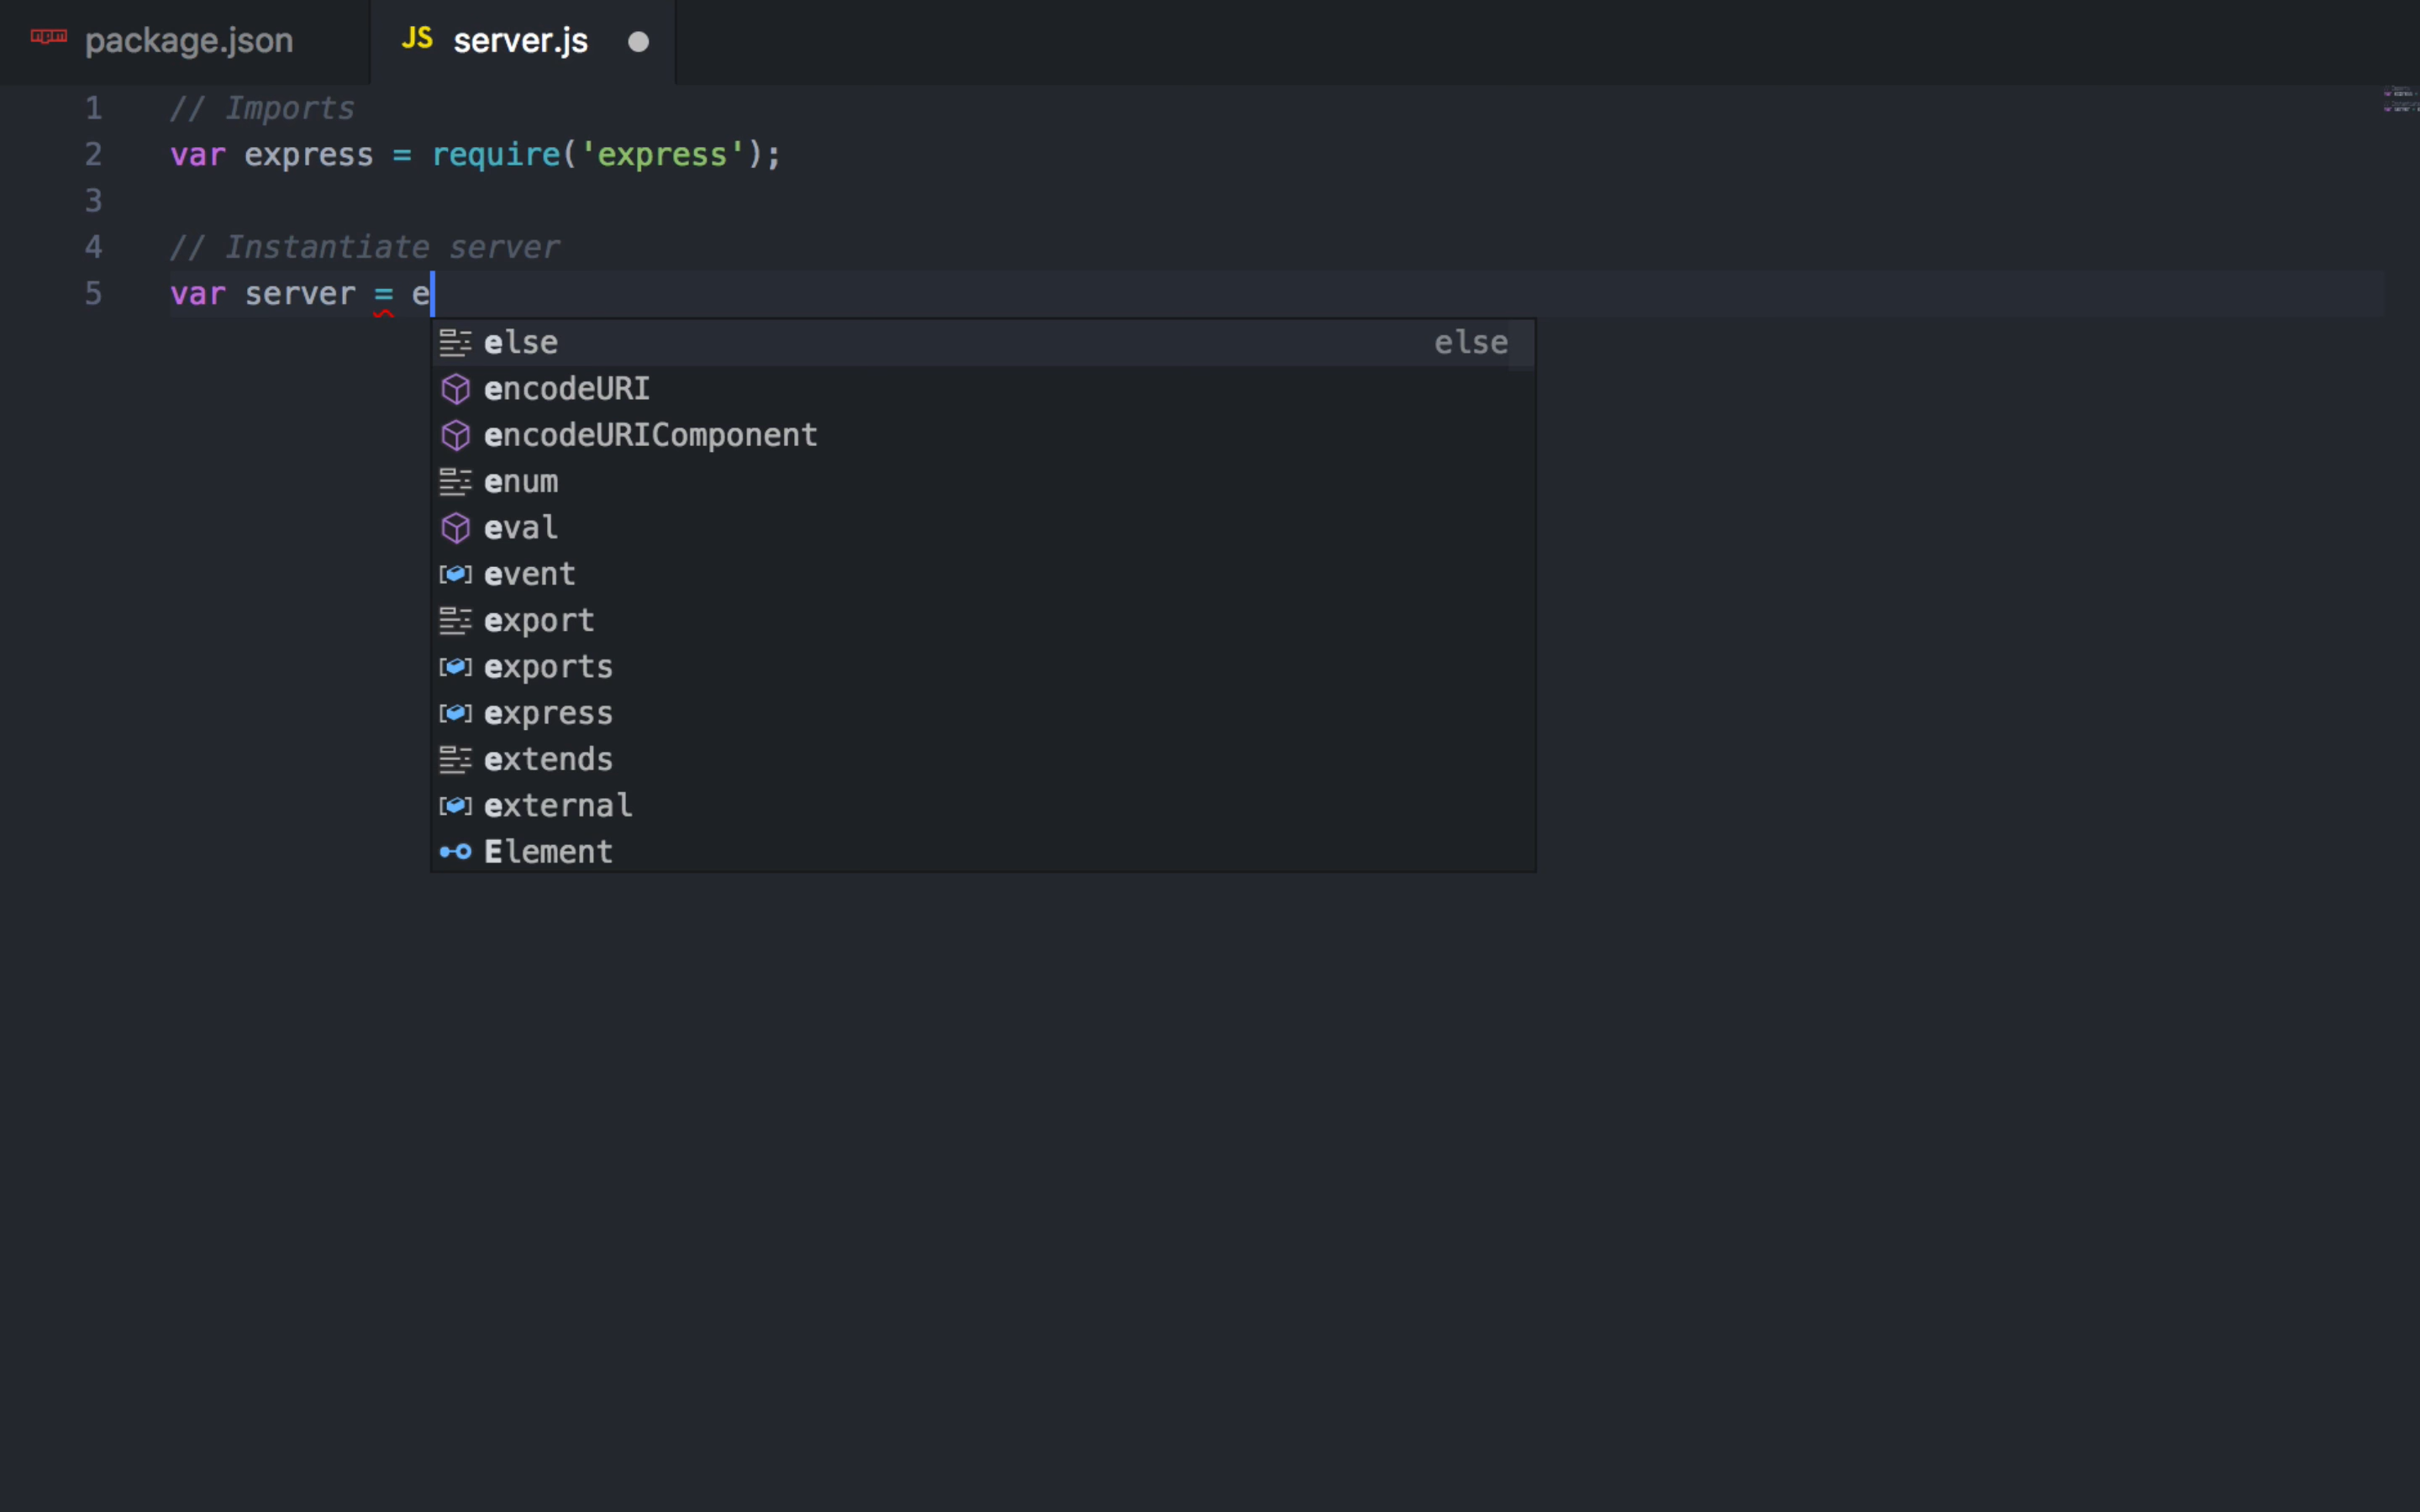 npm package.json JS server.js
1 // Imports
2 var express = require('express');
3
4 // Instantiate server
5 var server = e
else else
encodeURI
encodeURIComponent
enum
eval
event
export
exports
express
extends
external
Element